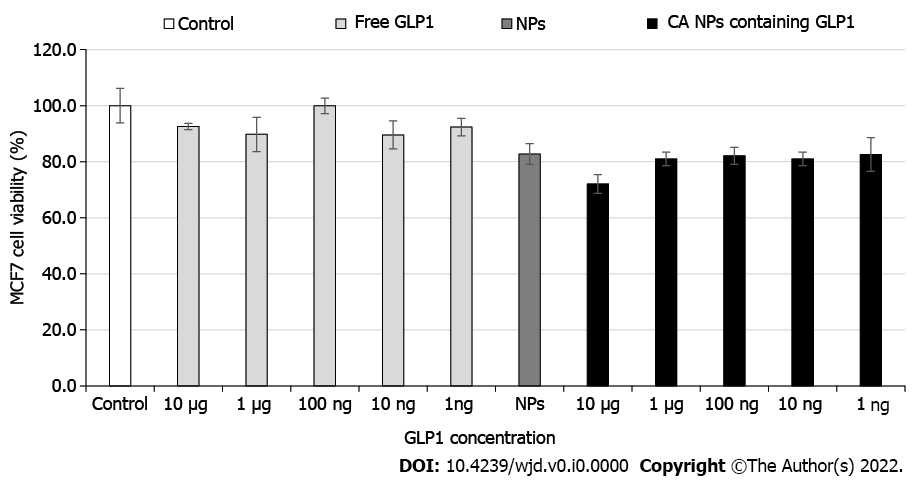 Control Free GLP1 NPs CA NPs containing GLP1
120.0
100.0
80.0
60.0
40.0
20.0
0.0
MCF7 cell viability (%)
Control 10 µg 1 µg 100 ng 10 ng 1ng NPs 10 µg 1 µg 100 ng 10 ng 1 ng
GLP1 concentration
DOI: 10.4239/wjd.v0.i0.0000 Copyright ©The Author(s) 2022.